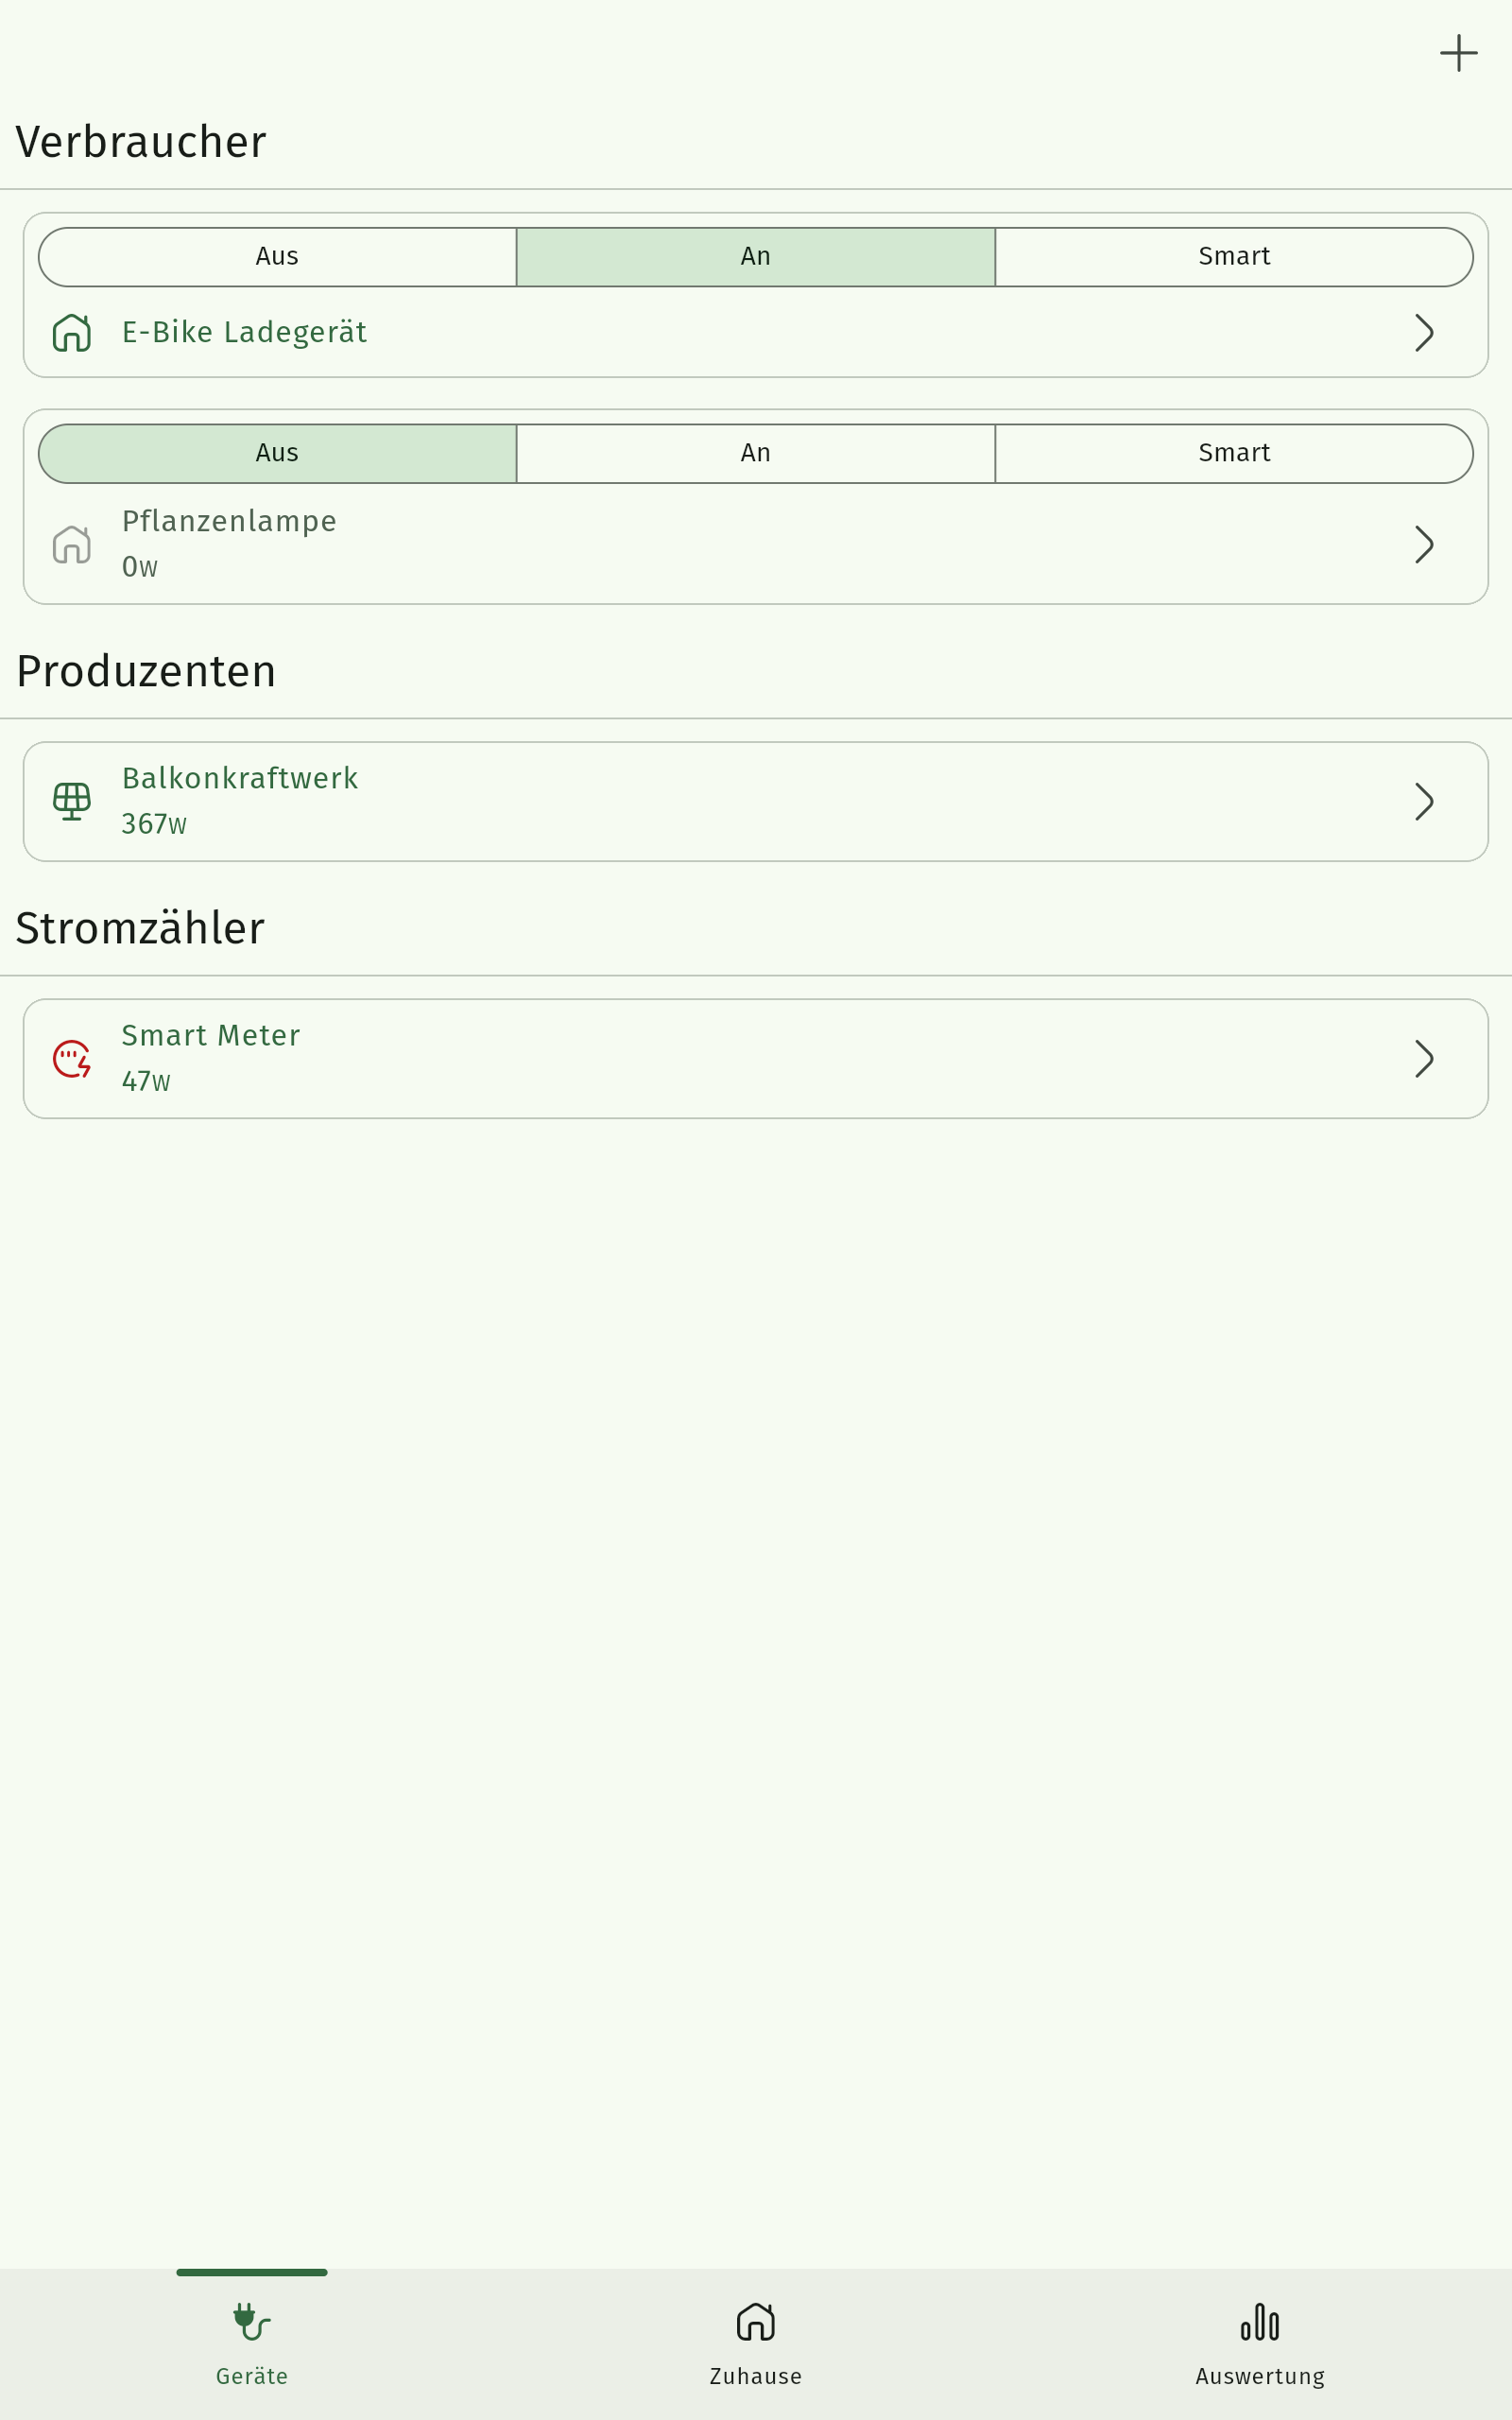 Verbraucher
Aus An Smart
E-Bike Ladegerät
Aus An Smart
Pflanzenlampe
0W
Produzenten
Balkonkraftwerk
367W
Stromzähler
Smart Meter
47W
Geräte Zuhause Auswertung